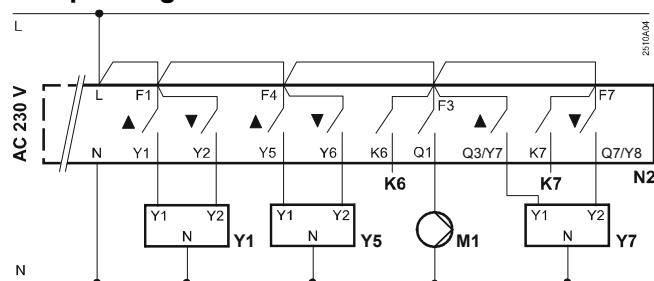 L
2510A04
AC 230 V
L F1 F4 F3 F7
N Y1 Y2 Y5 Y6 K6 Q1 Q3/Y7 K7 Q7/Y8
K6 K7 N2
Y1 Y2 Y1 Y2 Y1 Y2
N Y1 N Y5 M1 N Y7
N